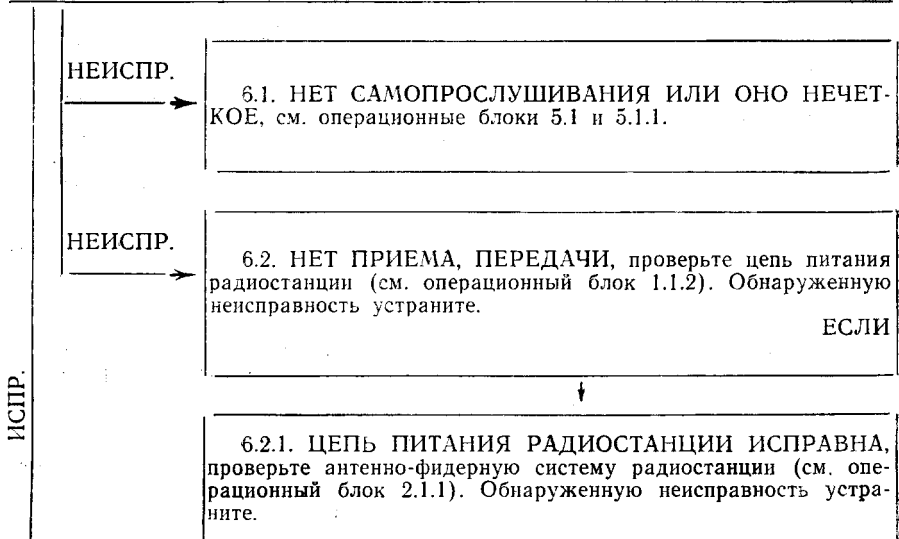 НЕИСПР.
6.1. НЕТ САМОПРОСЛУШИВАНИЯ ИЛИ ОНО НЕЧЕТ-
КОЕ, см. операционные блоки 5.1 и 5.1.1.
НЕИСПР.
6.2. НЕТ ПРИЕМА, ПЕРЕДАЧИ, проверьте цепь питания
радиостанции (см. операционный блок 1.1.2). Обнаруженную
неисправность устраните.
ЕСЛИ
ИСПР.
6.2.1. ЦЕПЬ ПИТАНИЯ РАДИОСТАНЦИИ ИСПРАВНА,
проверьте антенно-фидерную систему радиостанции (см. опе-
рационный блок 2.1.1). Обнаруженную неисправность устра-
ните.